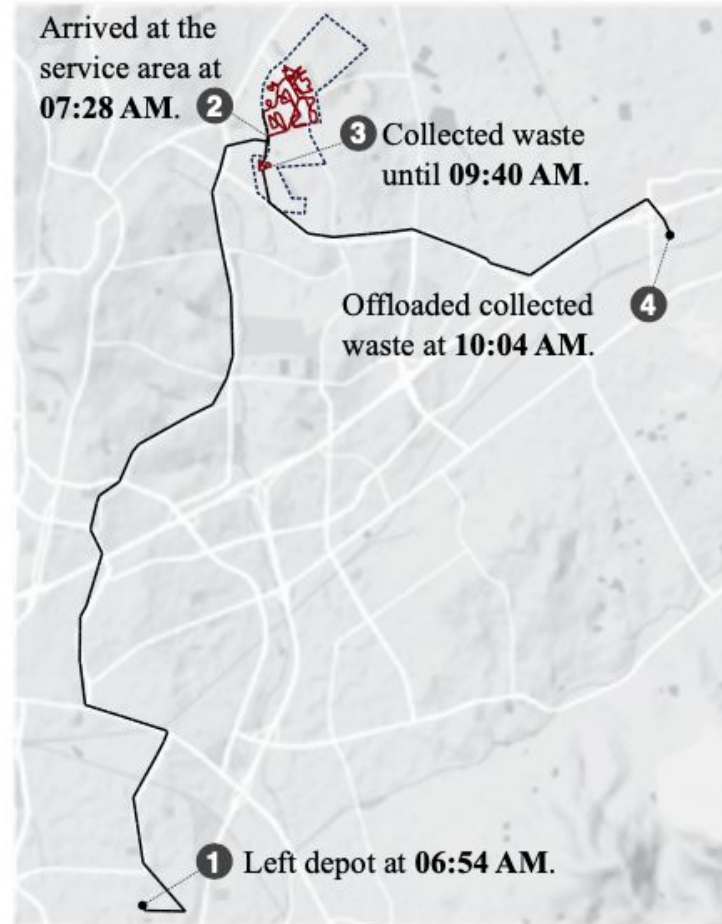 Arrived at the
service area at
07:28 AM. 2
3 Collected waste
until 09:40 AM.
Offloaded collected 4
waste at 10:04 AM.
1 Left depot at 06:54 AM.